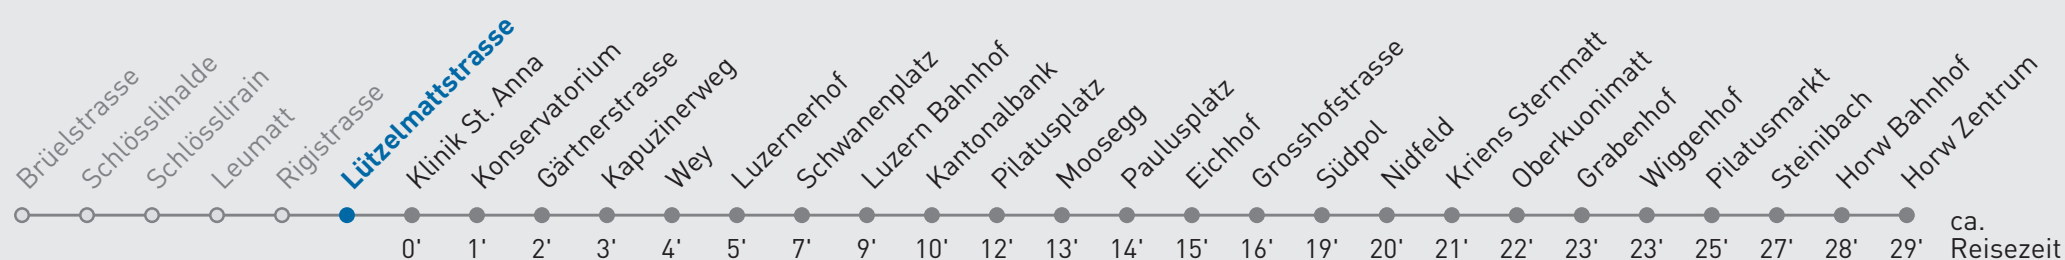 Brüelstrasse
Schlösslihalde
Schlösslirain
Leumatt
Rigistrasse
Lützelmattstrasse
Klinik St. Anna
Konservatorium
Gärtnerstrasse
Kapuzinerweg
Wey
Luzernerhof
Schwanenplatz
Luzern Bahnhof
Kantonalbank
Pilatusplatz
Moosegg
Paulusplatz
Eichhof
Grosshofstrasse
Südpol
Nidfeld
Kriens Sternmatt
Oberkuonimatt
Grabenhof
Wiggenhof
Pilatusmarkt
Steinibach
Horw Bahnhof
Horw Zentrum
ca.
0' 1' 2' 3' 4' 5' 7' 9' 10' 12' 13' 14' 15' 16' 19' 20' 21' 22' 23' 23' 25' 27' 28' 29' Reisezeit